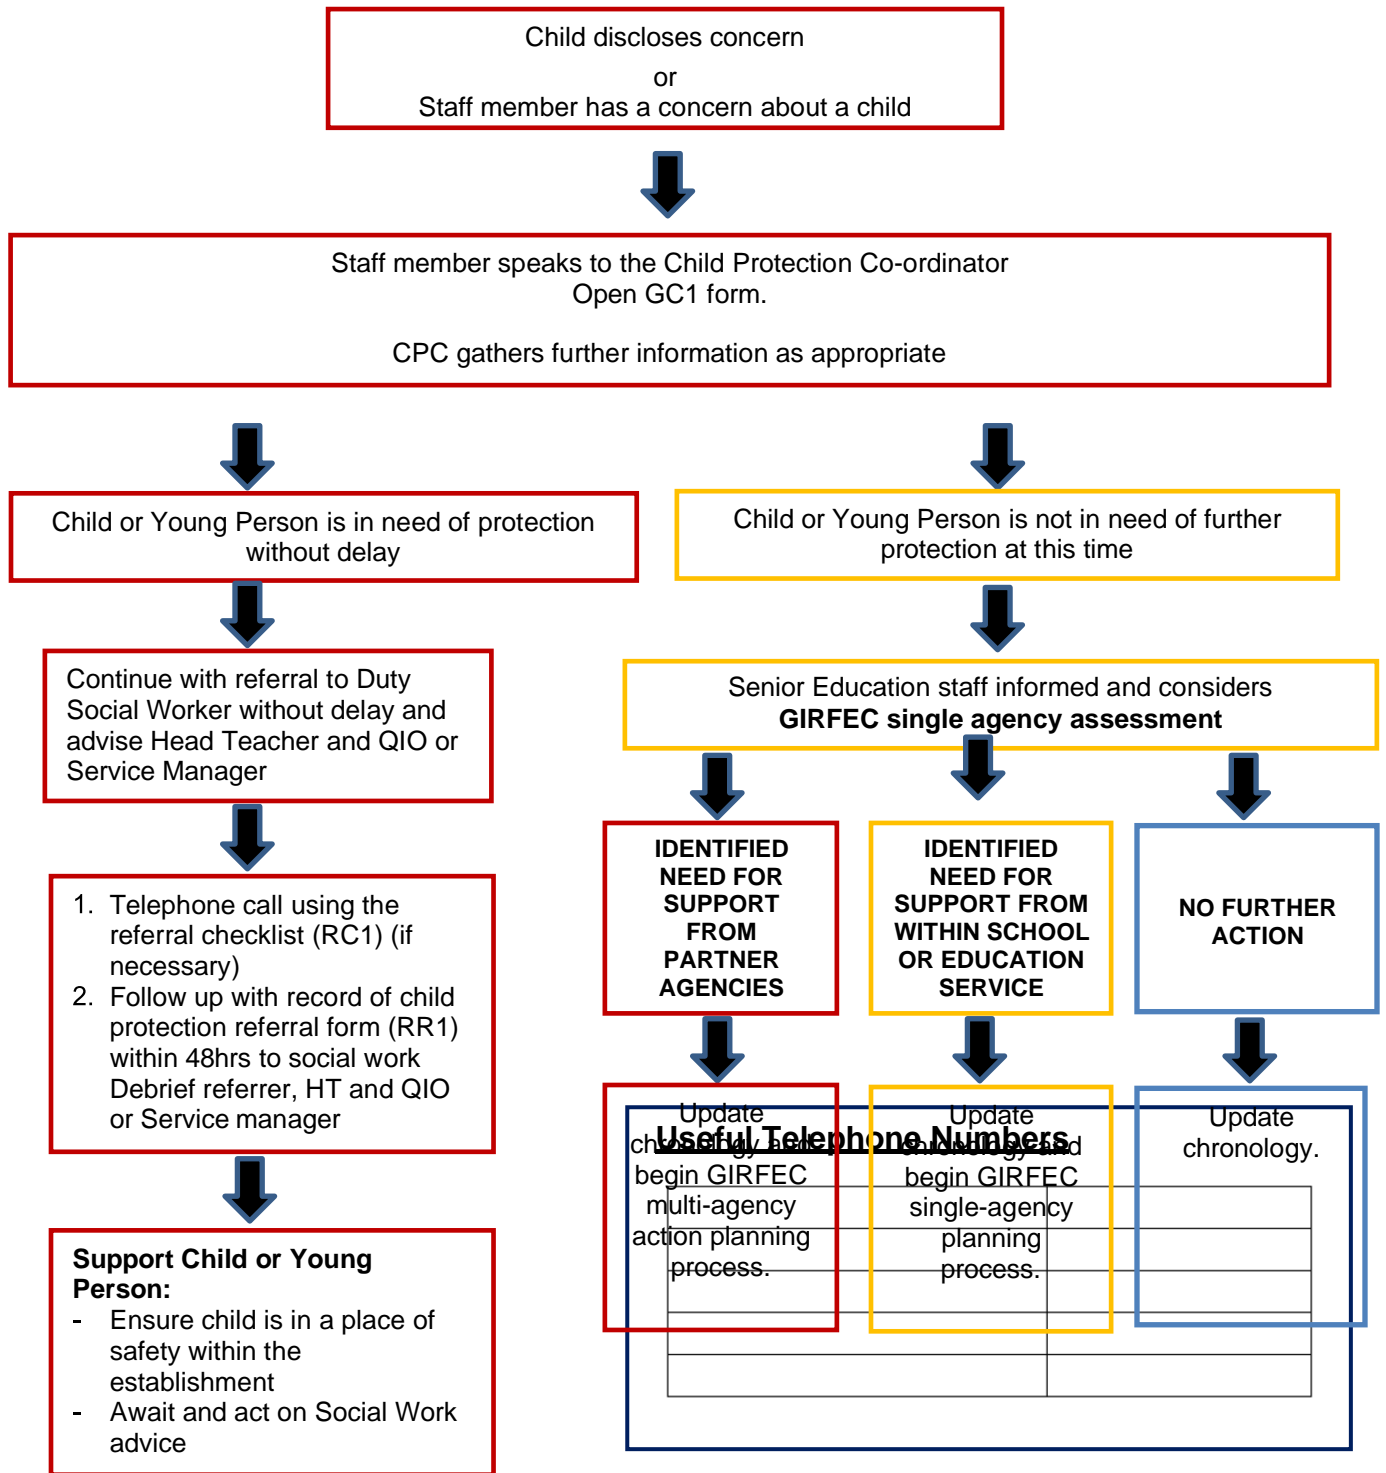 Child discloses concern
or
Staff member has a concern about a child
Staff member speaks to the Child Protection Co-ordinator
Open GC1 form.
CPC gathers further information as appropriate
Child or Young Person is in need of protection
without delay
Child or Young Person is not in need of further
protection at this time
Continue with referral to Duty
Social Worker without delay and
advise Head Teacher and QIO or
Service Manager
Senior Education staff informed and considers
GIRFEC single agency assessment
1. Telephone call using the
referral checklist (RC1) (if
necessary)
2. Follow up with record of child
protection referral form (RR1)
within 48hrs to social work
Debrief referrer, HT and QIO
or Service manager
IDENTIFIED
NEED FOR
SUPPORT
FROM
PARTNER
AGENCIES
IDENTIFIED
NEED FOR
SUPPORT FROM
WITHIN SCHOOL
OR EDUCATION
SERVICE
NO FURTHER
ACTION
Support Child or Young
Person:
- Ensure child is in a place of
safety within the
establishment
- Await and act on Social Work
advice
Update
chronology and
begin GIRFEC
multi-agency
action planning
process.
Update
chronology and
begin GIRFEC
single-agency
planning
process.
Update
chronology.
Useful Telephone Numbers